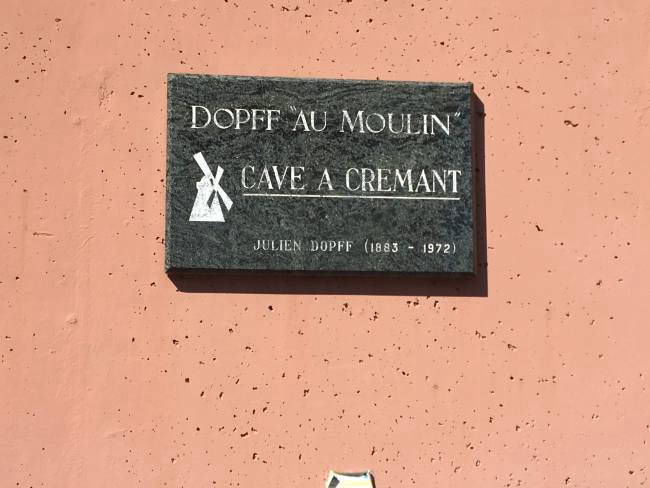 DOPFF "AU MOULIN"
CAVE A CREMANT
JULIEN DOPFF (1883 - 1972)